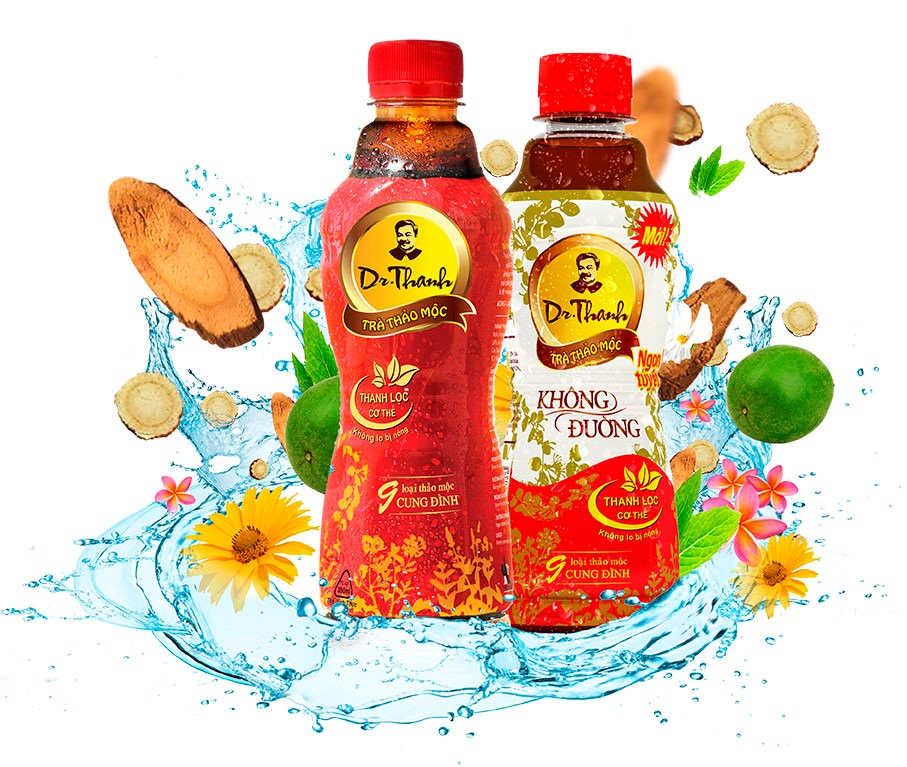 Dr.Thanh
TRÀ THẢO MỘC
THANH LỌC
CƠ THỂ
Không lo bị nóng
9 loại thảo mộc
CUNG ĐÌNH
Mới!
Dr.Thanh
TRÀ THẢO MỘC
Ngon
tuyệt
KHÔNG
ĐƯỜNG
THANH LỌC
CƠ THỂ
Không lo bị nóng
9 loại thảo mộc
CUNG ĐÌNH